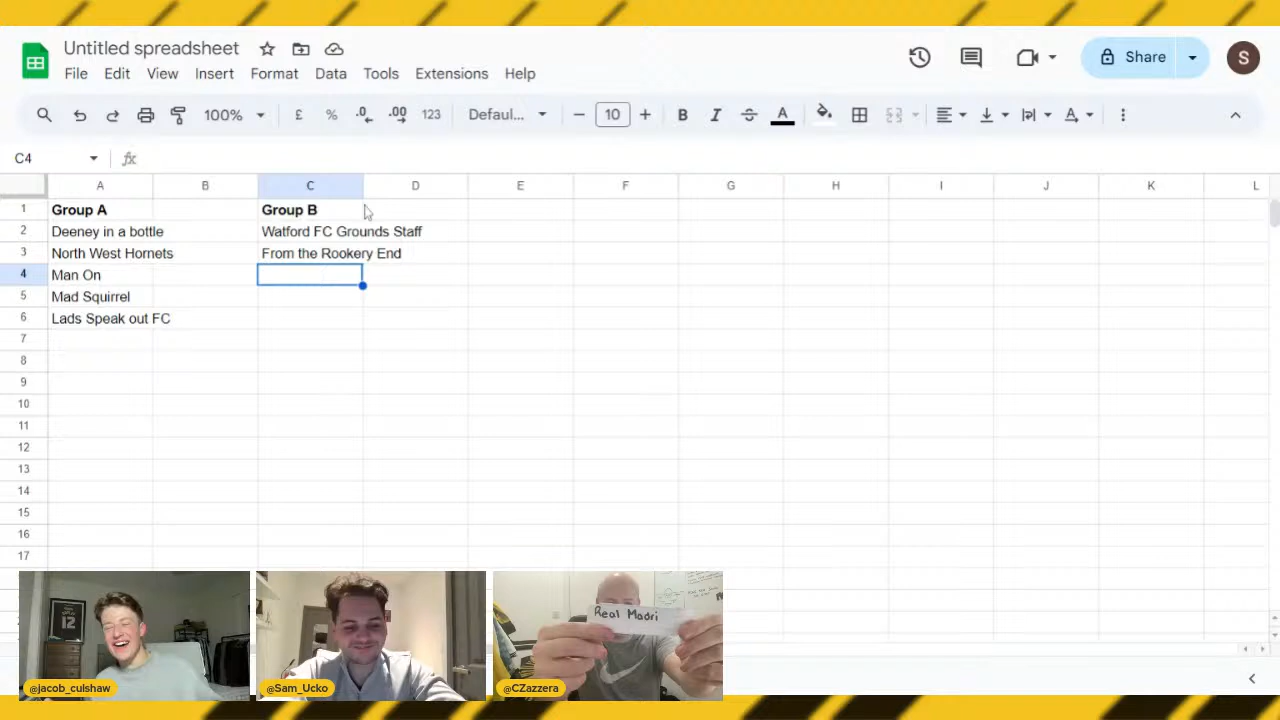 Untitled spreadsheet
File Edit View Insert Format Data Tools Extensions Help
Share
S
100% £ % .0 .00 123 Defaul... 10 B I A
C4 fx
A B C D E F G H I J K L
1 Group A Group B
2 Deeney in a bottle Watford FC Grounds Staff
3 North West Hornets From the Rookery End
4 Man On
5 Mad Squirrel
6 Lads Speak out FC
7
8
9
10
11
12
13
14
15
16
17
12
Real Madri
@jacob_culshaw @Sam_Ucko @CZazzera